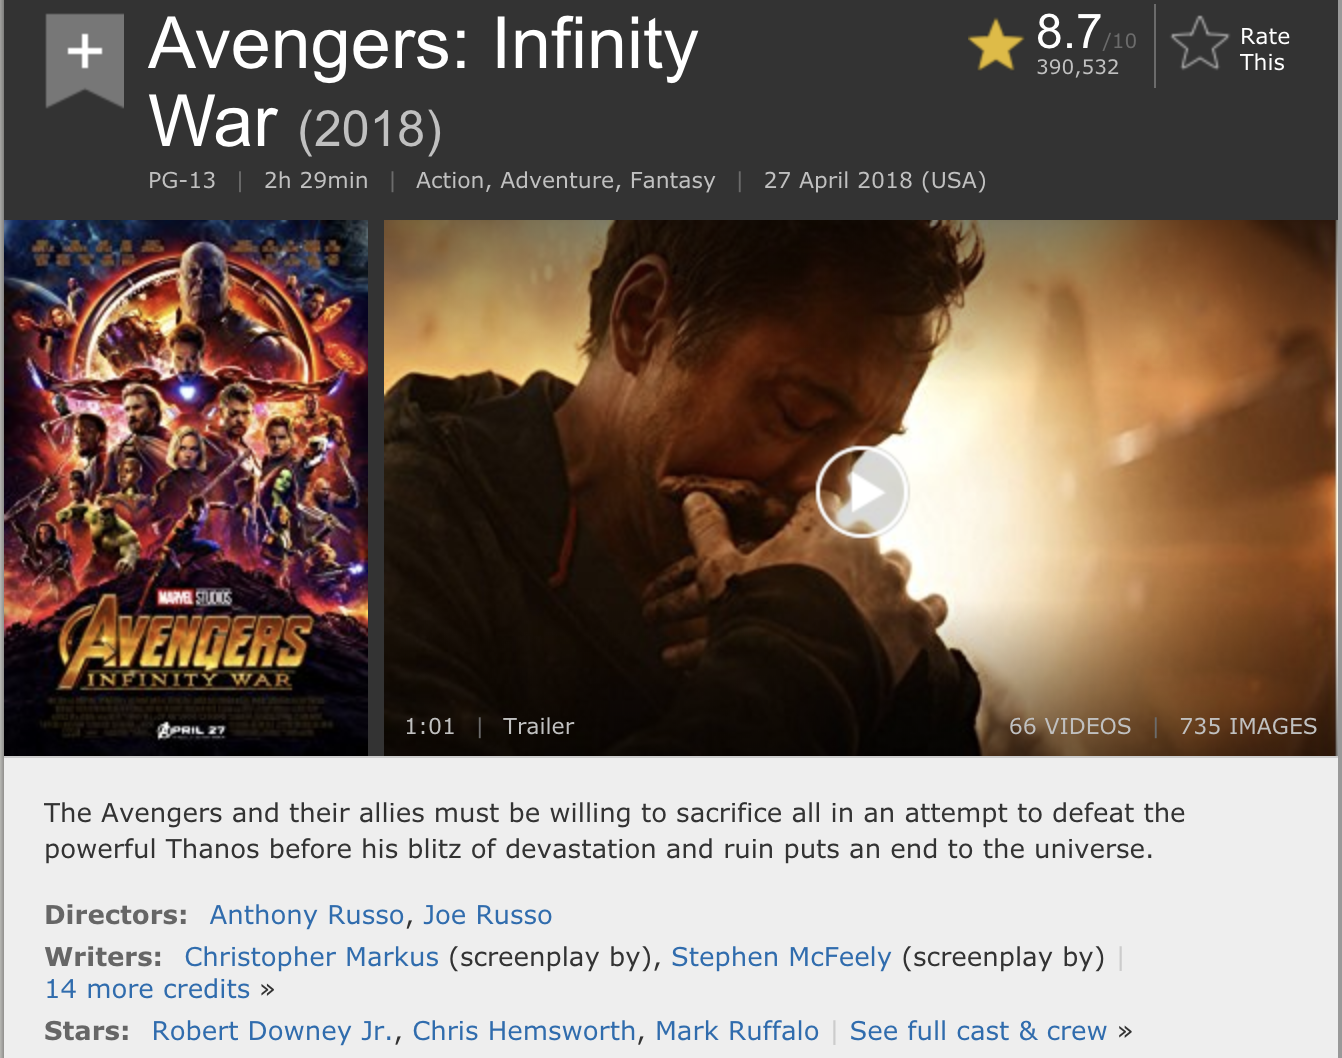 + Avengers: Infinity
War (2018)
8.7/10
390,532
Rate
This
PG-13 | 2h 29min | Action, Adventure, Fantasy | 27 April 2018 (USA)
MARVEL STUDIOS
AVENGERS
INFINITY WAR
APRIL 27
1:01 | Trailer
66 VIDEOS | 735 IMAGES
The Avengers and their allies must be willing to sacrifice all in an attempt to defeat the
powerful Thanos before his blitz of devastation and ruin puts an end to the universe.
Directors: Anthony Russo, Joe Russo
Writers: Christopher Markus (screenplay by), Stephen McFeely (screenplay by) |
14 more credits »
Stars: Robert Downey Jr., Chris Hemsworth, Mark Ruffalo | See full cast & crew »